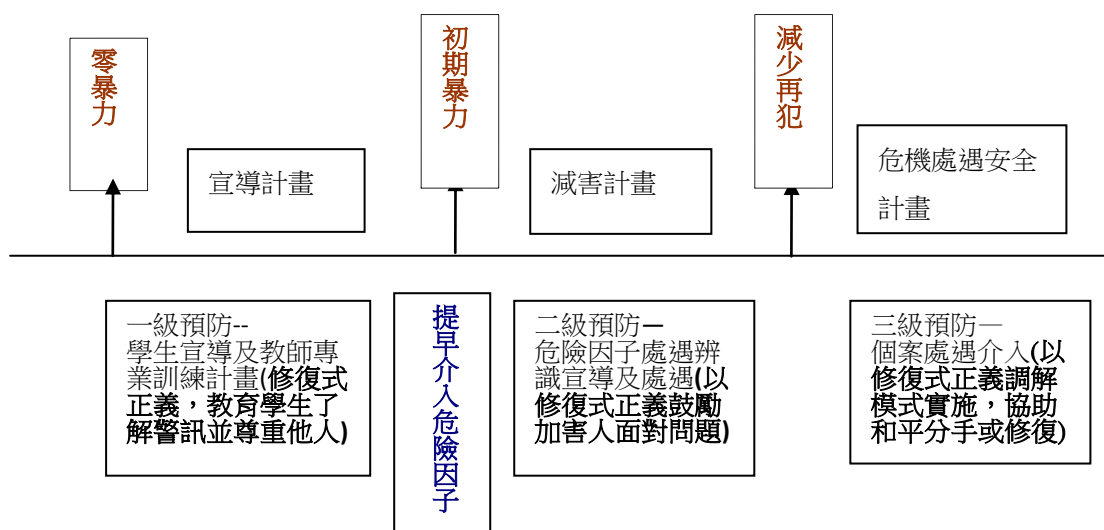 零暴力
初期暴力
減少再犯
宣導計畫
減害計畫
危機處遇安全
計畫
一級預防--
學生宣導及教師專
業訓練計畫(修復式
正義，教育學生了
解警訊並尊重他人)
提早介入危險因子
二級預防—
危險因子處遇辨
識宣導及處遇(以
修復式正義鼓勵
加害人面對問題)
三級預防—
個案處遇介入(以
修復式正義調解
模式實施，協助
和平分手或修復)